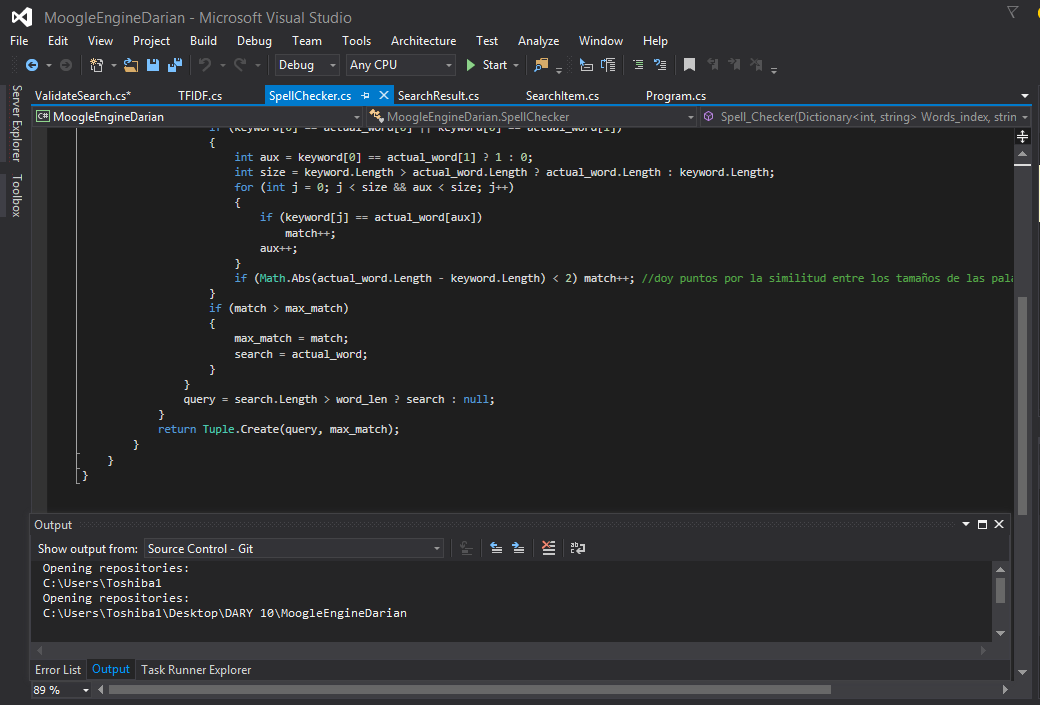 MoogleEngineDarian - Microsoft Visual Studio
File Edit View Project Build Debug Team Tools Architecture Test Analyze Window Help
Debug Any CPU Start
Server Explorer
Toolbox
ValidateSearch.cs* TFIDF.cs SpellChecker.cs SearchResult.cs SearchItem.cs Program.cs
C# MoogleEngineDarian MoogleEngineDarian.SpellChecker Spell_Checker(Dictionary<int, string> Words_index, strin
if (keyword[0] == actual_word[0] || keyword[0] == actual_word[1])
{
int aux = keyword[0] == actual_word[1] ? 1 : 0;
int size = keyword.Length > actual_word.Length ? actual_word.Length : keyword.Length;
for (int j = 0; j < size && aux < size; j++)
{
if (keyword[j] == actual_word[aux])
match++;
aux++;
}
if (Math.Abs(actual_word.Length - keyword.Length) < 2) match++; //doy puntos por la similitud entre los tamaños de las pala
}
if (match > max_match)
{
max_match = match;
search = actual_word;
}
}
query = search.Length > word_len ? search : null;
}
return Tuple.Create(query, max_match);
}
}
}
Output
Show output from: Source Control - Git
Opening repositories:
C:\Users\Toshiba1
Opening repositories:
C:\Users\Toshiba1\Desktop\DARY 10\MoogleEngineDarian
Error List Output Task Runner Explorer
89 %